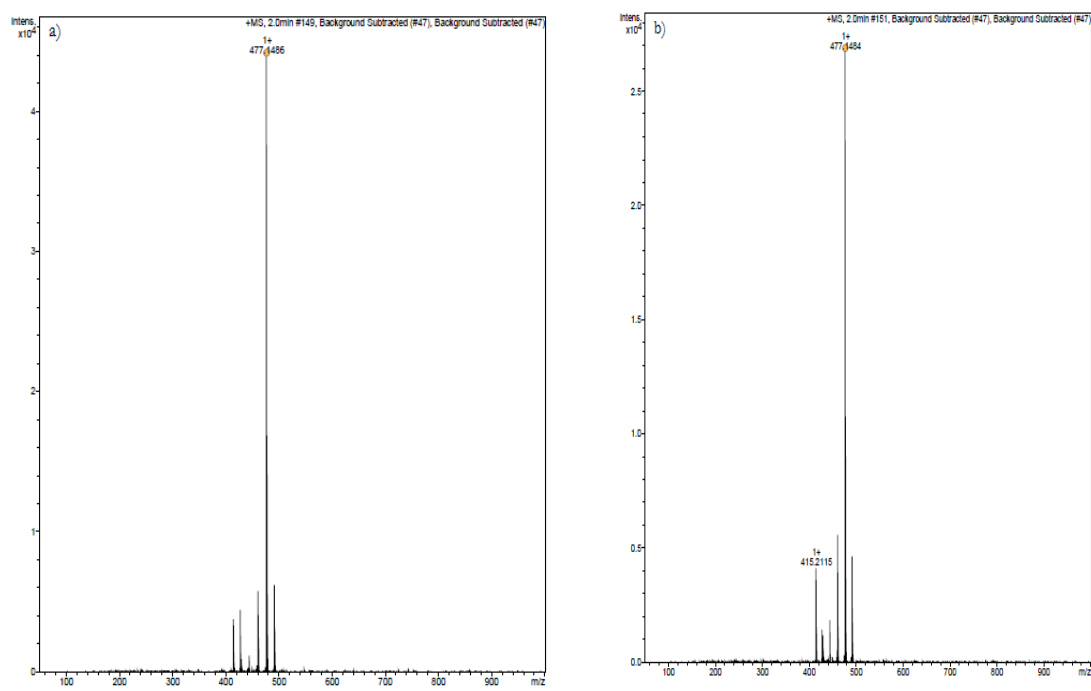 Intens.
x10⁴
a)
+MS, 2.0min #149, Background Subtracted (#47), Background Subtracted (#47)
1+
477.1486
4
3
2
1
0
100 200 300 400 500 600 700 800 900 m/z
Intens.
x10⁴
b)
+MS, 2.0min #151, Background Subtracted (#47), Background Subtracted (#47)
1+
477.1484
2.5
2.0
1.5
1.0
0.5
1+
415.2115
0.0
100 200 300 400 500 600 700 800 900 m/z